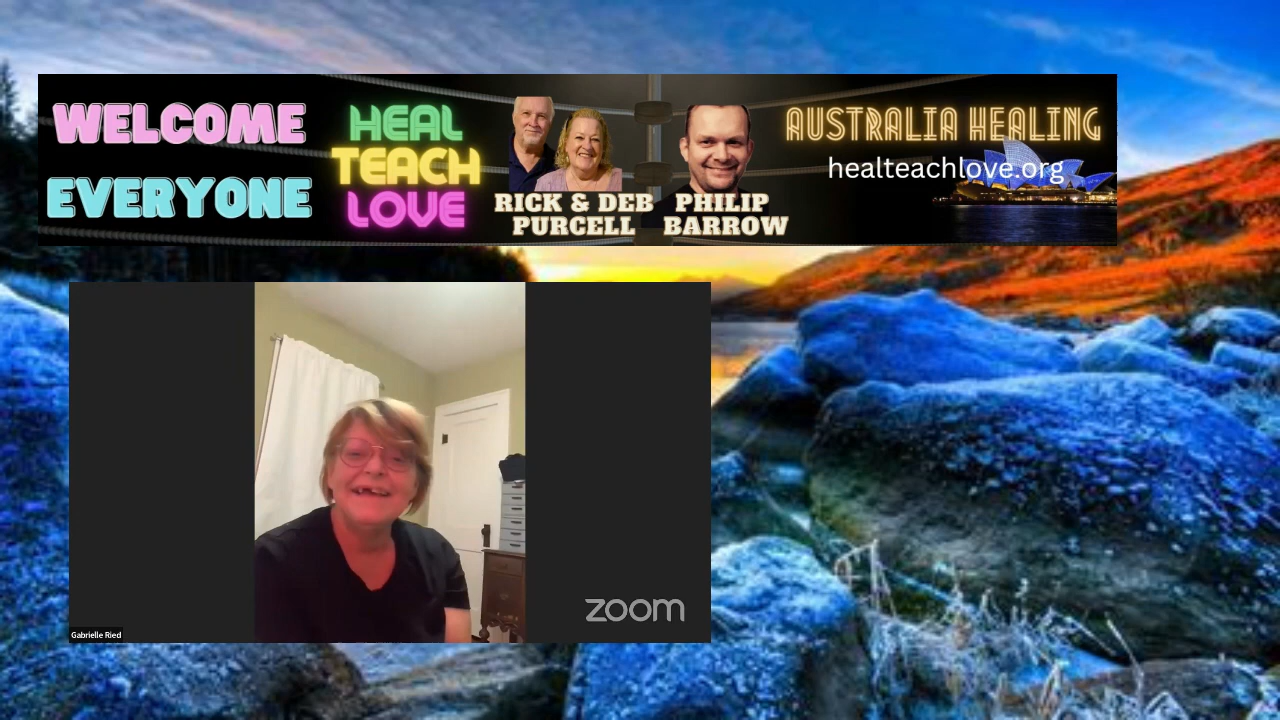 WELCOME
EVERYONE
HEAL
TEACH
LOVE
RICK & DEB
PURCELL
PHILIP
BARROW
AUSTRALIA HEALING
healteachlove.org
zoom
Gabrielle Ried